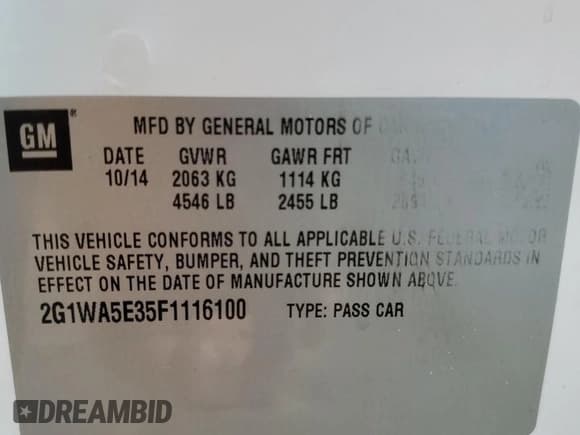 GM
MFD BY GENERAL MOTORS OF
DATE GVWR GAWR FRT
10/14 2063 KG 1114 KG
4546 LB 2455 LB
THIS VEHICLE CONFORMS TO ALL APPLICABLE U.S. FEDERAL MOTOR
VEHICLE SAFETY, BUMPER, AND THEFT PREVENTION STANDARDS IN
EFFECT ON THE DATE OF MANUFACTURE SHOWN ABOVE.
2G1WA5E35F1116100 TYPE: PASS CAR
DREAMBID